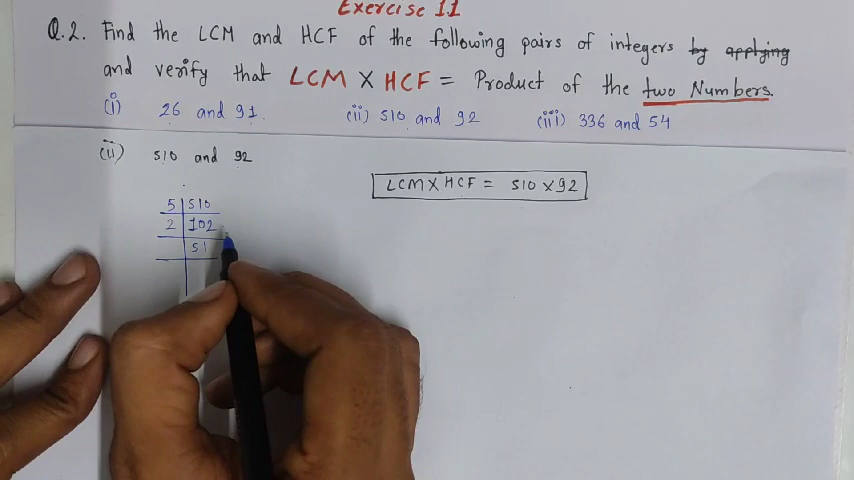 Exercise 1.1
Q.2. Find the LCM and HCF of the following pairs of integers by applying
and verify that LCM X HCF = Product of the two Numbers.
(i) 26 and 91. (ii) 510 and 92 (iii) 336 and 54
(ii) 510 and 92
LCM X HCF = 510 X 92
5 510
2 102
51